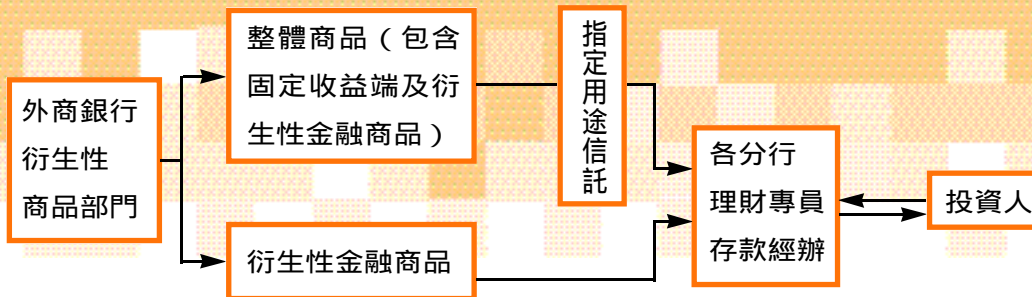 外商銀行
衍生性
商品部門
整體商品（包含
固定收益端及衍
生性金融商品）
衍生性金融商品
指定用途信託
各分行
理財專員
存款經辦
投資人